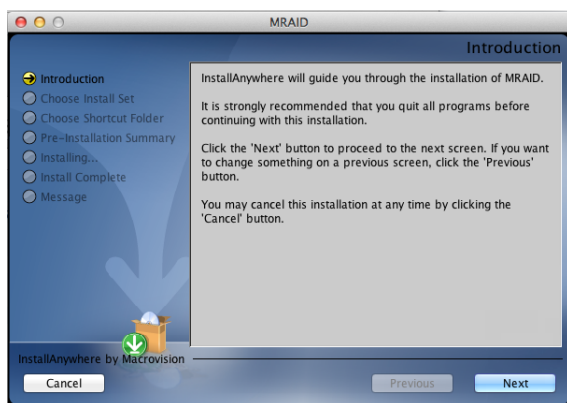 MRAID
Introduction
Introduction
Choose Install Set
Choose Shortcut Folder
Pre-Installation Summary
Installing...
Install Complete
Message
InstallAnywhere will guide you through the installation of MRAID.
It is strongly recommended that you quit all programs before
continuing with this installation.
Click the 'Next' button to proceed to the next screen. If you want
to change something on a previous screen, click the 'Previous'
button.
You may cancel this installation at any time by clicking the
'Cancel' button.
InstallAnywhere by Macrovision
Cancel
Previous
Next